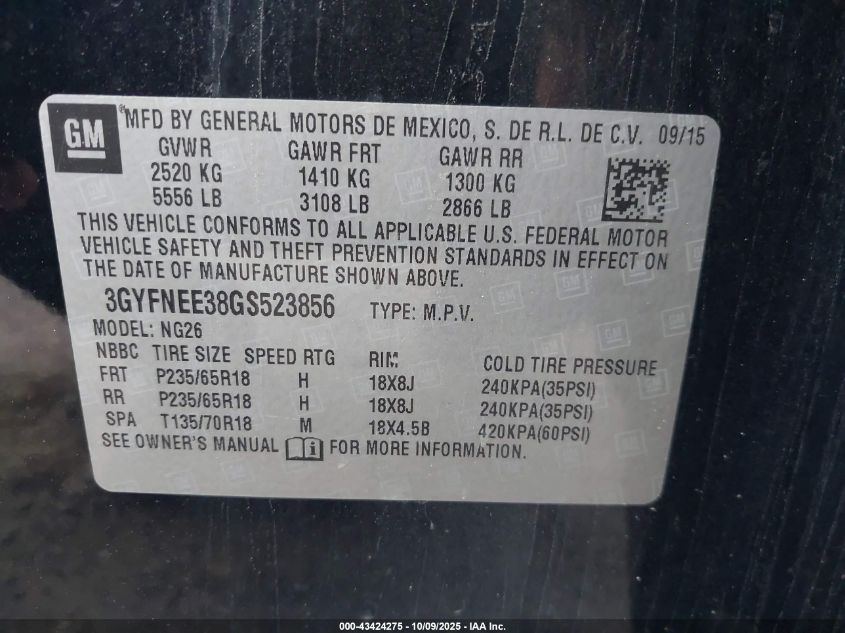 GM
®MFD BY GENERAL MOTORS DE MEXICO, S. DE R.L. DE C.V. 09/15
GVWR GAWR FRT GAWR RR
2520 KG 1410 KG 1300 KG
5556 LB 3108 LB 2866 LB
THIS VEHICLE CONFORMS TO ALL APPLICABLE U.S. FEDERAL MOTOR
VEHICLE SAFETY AND THEFT PREVENTION STANDARDS IN EFFECT ON
THE DATE OF MANUFACTURE SHOWN ABOVE.
3GYFNEE38GS523856 TYPE: M.P.V.
MODEL: NG26
NBBC TIRE SIZE SPEED RTG RIM COLD TIRE PRESSURE
FRT P235/65R18 H 18X8J 240KPA(35PSI)
RR P235/65R18 H 18X8J 240KPA(35PSI)
SPA T135/70R18 M 18X4.5B 420KPA(60PSI)
SEE OWNER'S MANUAL i FOR MORE INFORMATION.
000-43424275 - 10/09/2025 - IAA Inc.